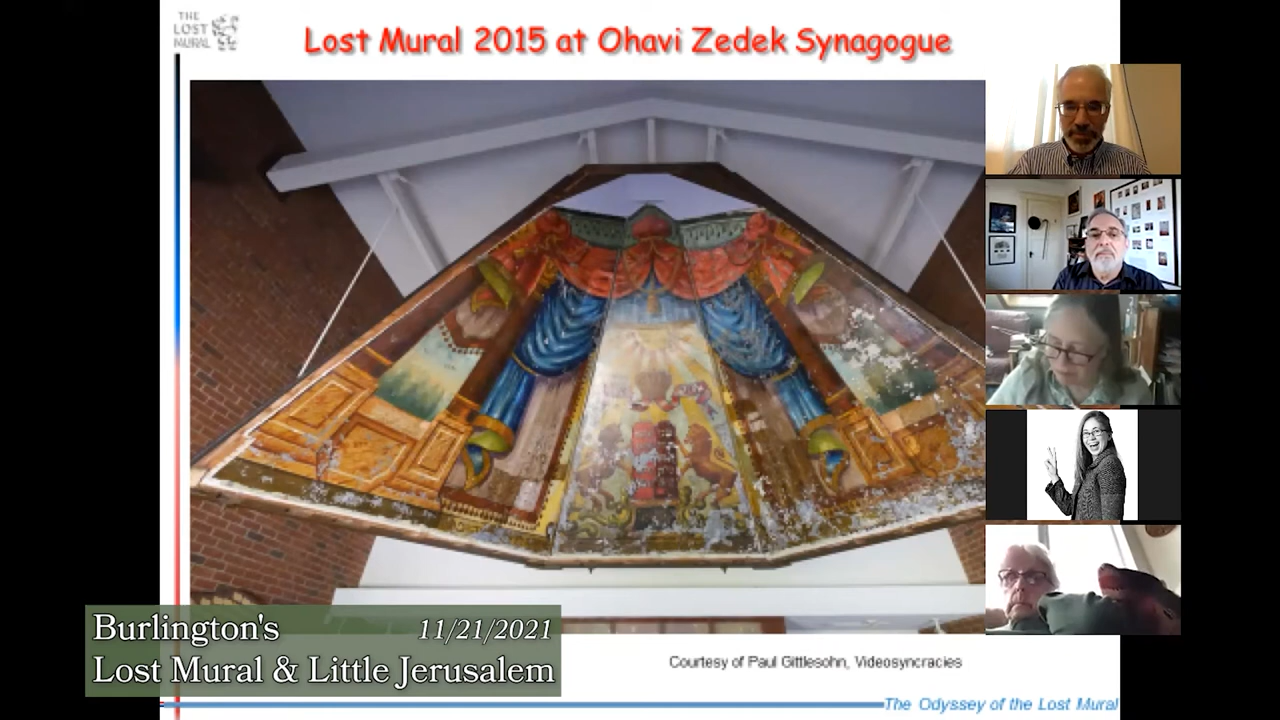 THE
LOST
MURAL
Lost Mural 2015 at Ohavi Zedek Synagogue
Burlington's 11/21/2021
Lost Mural & Little Jerusalem
Courtesy of Paul Gittlesohn, Videosyncracies
The Odyssey of the Lost Mural